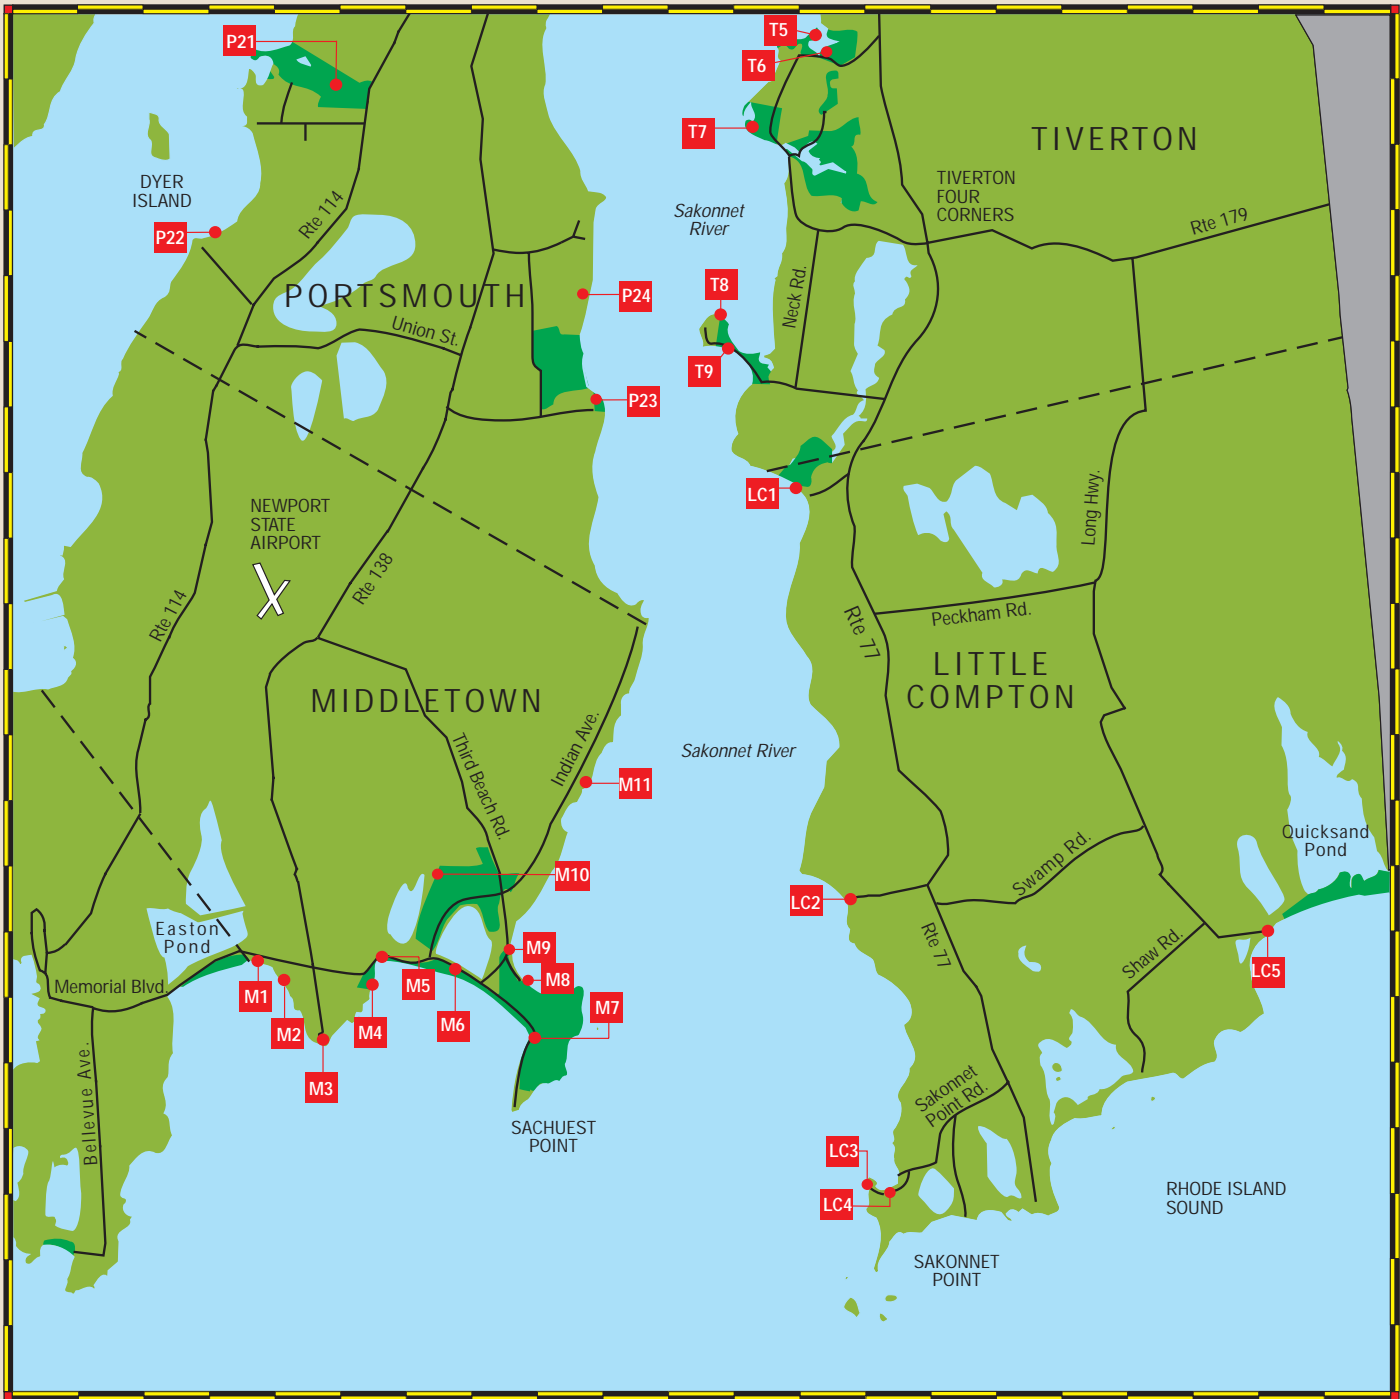 P21
T5
T6
T7
TIVERTON
DYER
ISLAND
Rte 114
Sakonnet
River
TIVERTON
FOUR
CORNERS
Rte 179
P22
PORTSMOUTH
Union St.
P24
T8
Neck Rd.
T9
P23
LC1
NEWPORT
STATE
AIRPORT
Long Hwy.
Rte 138
Rte 114
Peckham Rd.
Rte 77
LITTLE
COMPTON
MIDDLETOWN
Third Beach Rd.
Indian Ave.
Sakonnet River
M11
Quicksand
Pond
M10
Swamp Rd.
LC2
Easton
Pond
Rte 77
Shaw Rd.
M9
M8
LC5
Memorial Blvd.
M1
M5
M7
M2
M4
M6
M3
Bellevue Ave.
Sakonnet
Point Rd.
SACHUEST
POINT
LC3
LC4
RHODE ISLAND
SOUND
SAKONNET
POINT